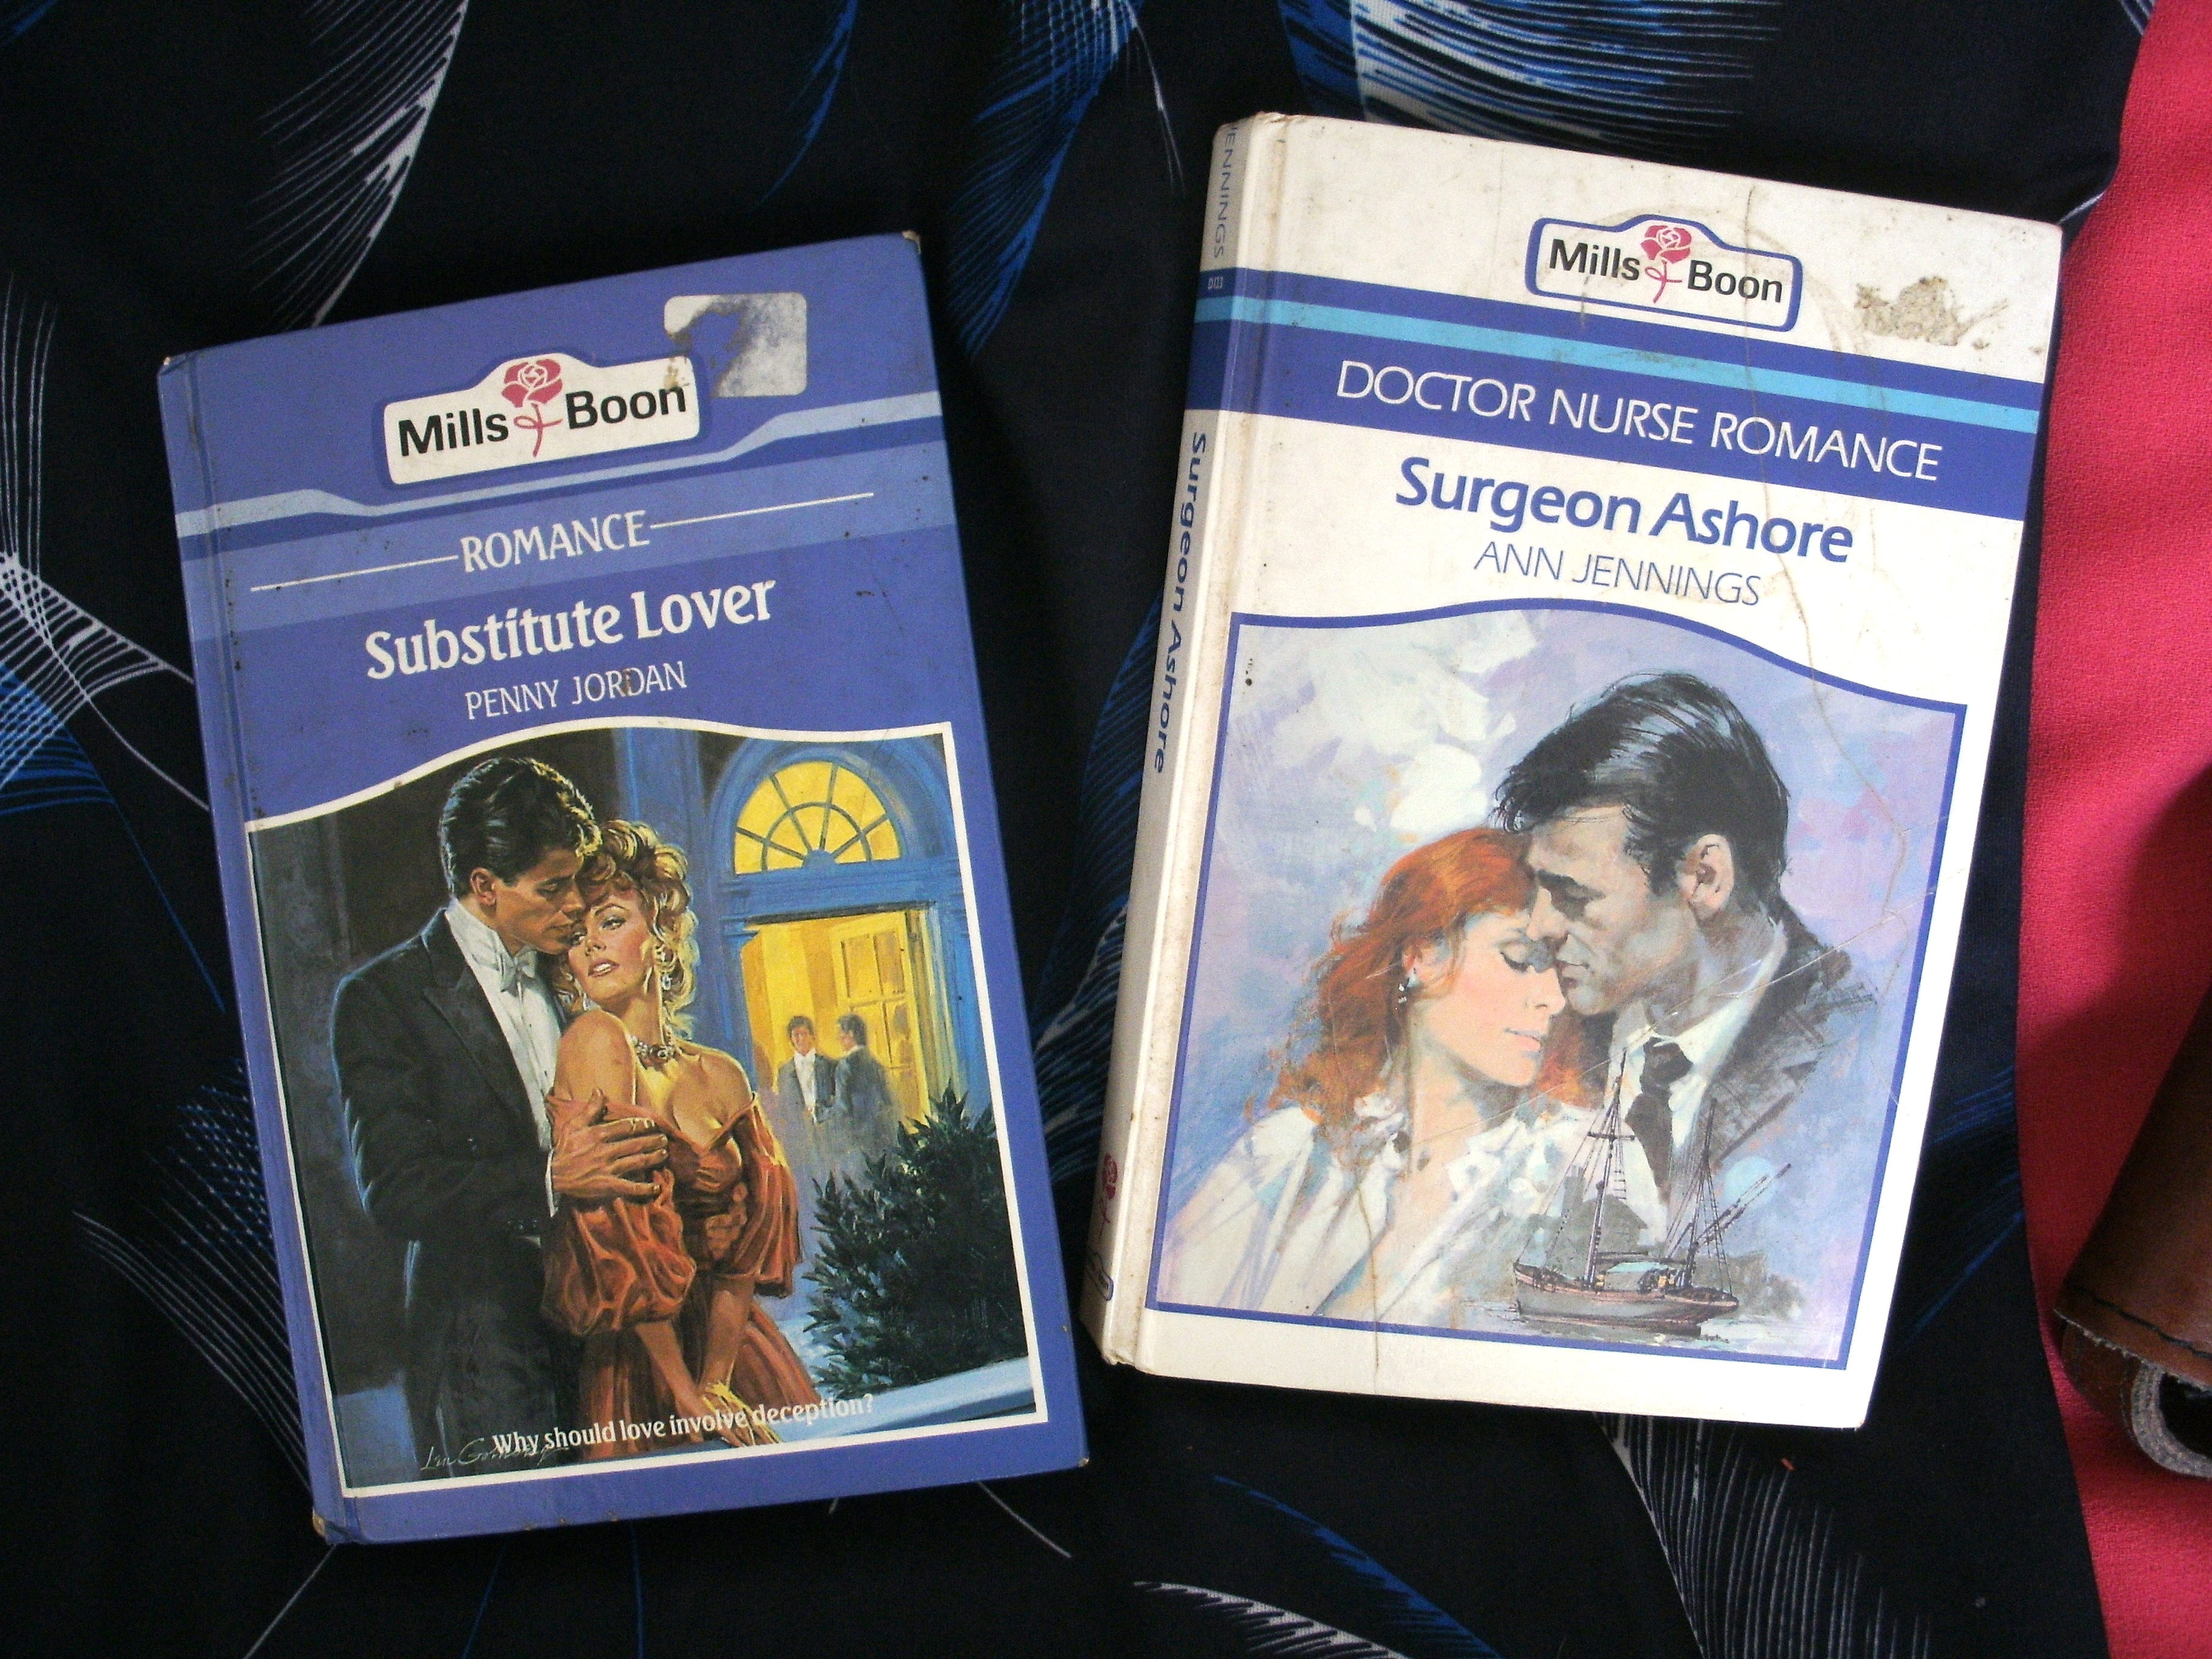 Mills Boon
ROMANCE
Substitute Lover
PENNY JORDAN
Why should love involve deception?
JENNINGS
Surgeon Ashore
Mills Boon
DOCTOR NURSE ROMANCE
Surgeon Ashore
ANN JENNINGS